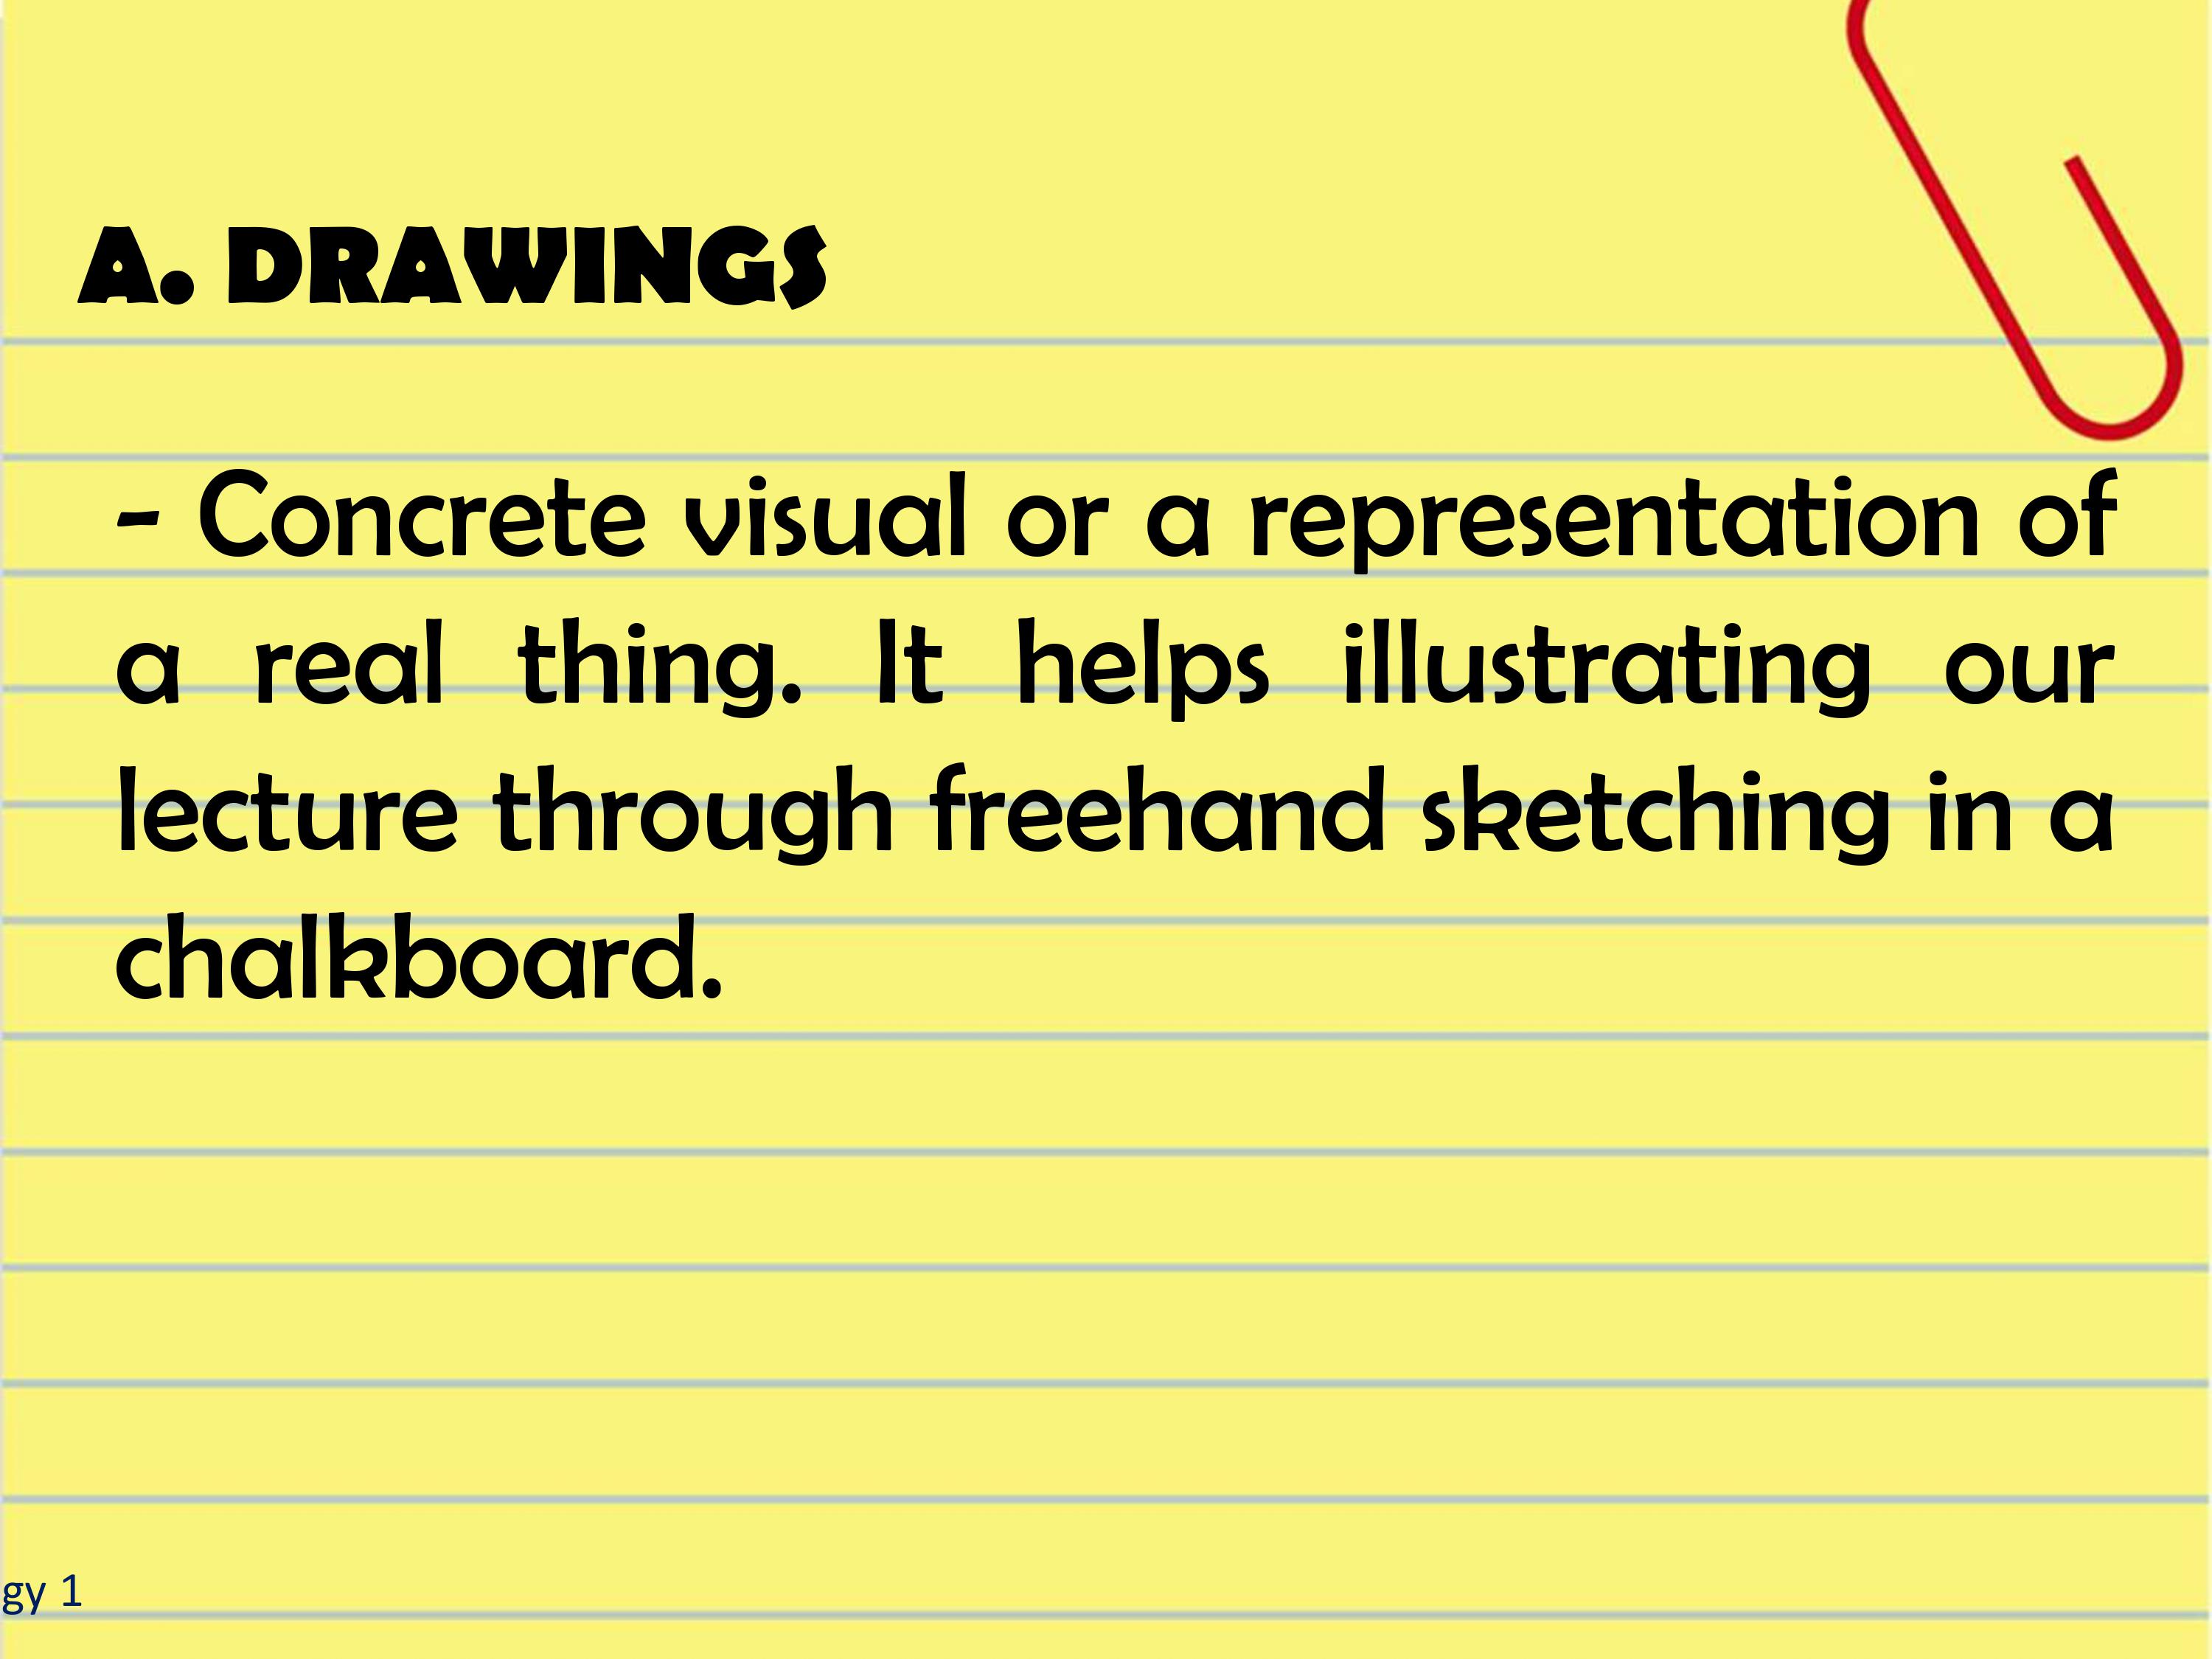 A. DRAWINGS
- Concrete visual or a representation of
a real thing. It helps illustrating our
lecture through freehand sketching in a
chalkboard.
gy 1